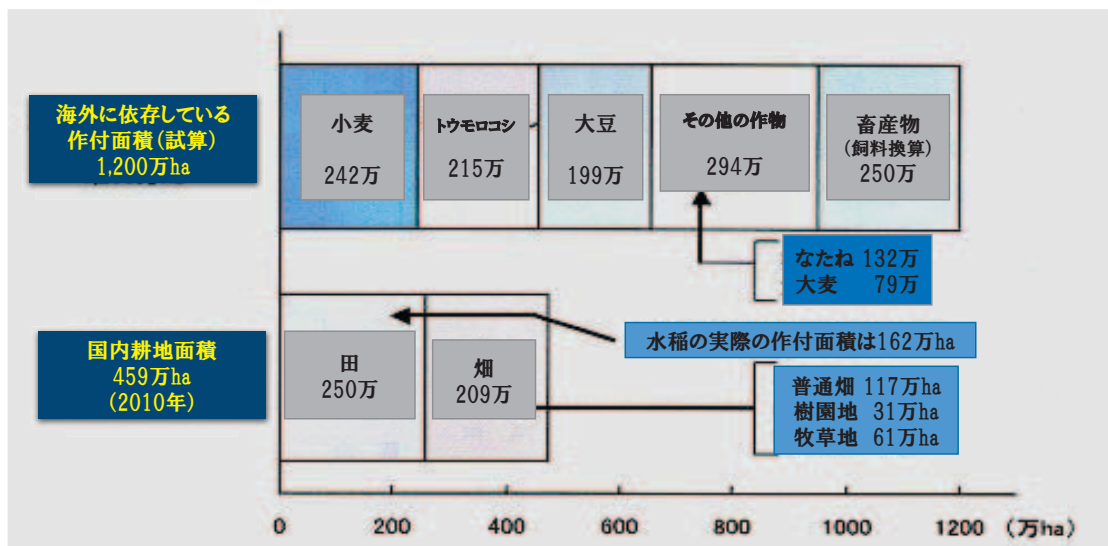 海外に依存している
作付面積(試算)
1,200万ha
小麦
242万
トウモロコシ
215万
大豆
199万
その他の作物
294万
畜産物
(飼料換算)
250万
なたね 132万
大麦 79万
国内耕地面積
459万ha
(2010年)
田
250万
畑
209万
水稲の実際の作付面積は162万ha
普通畑 117万ha
樹園地 31万ha
牧草地 61万ha
0 200 400 600 800 1000 1200 (万ha)